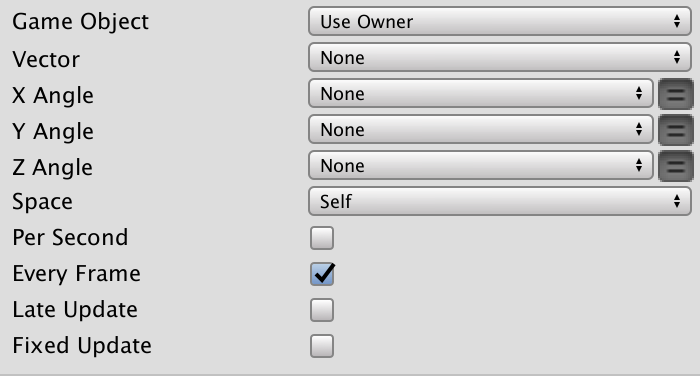 Game Object Use Owner
Vector None
X Angle None
Y Angle None
Z Angle None
Space Self
Per Second
Every Frame
Late Update
Fixed Update